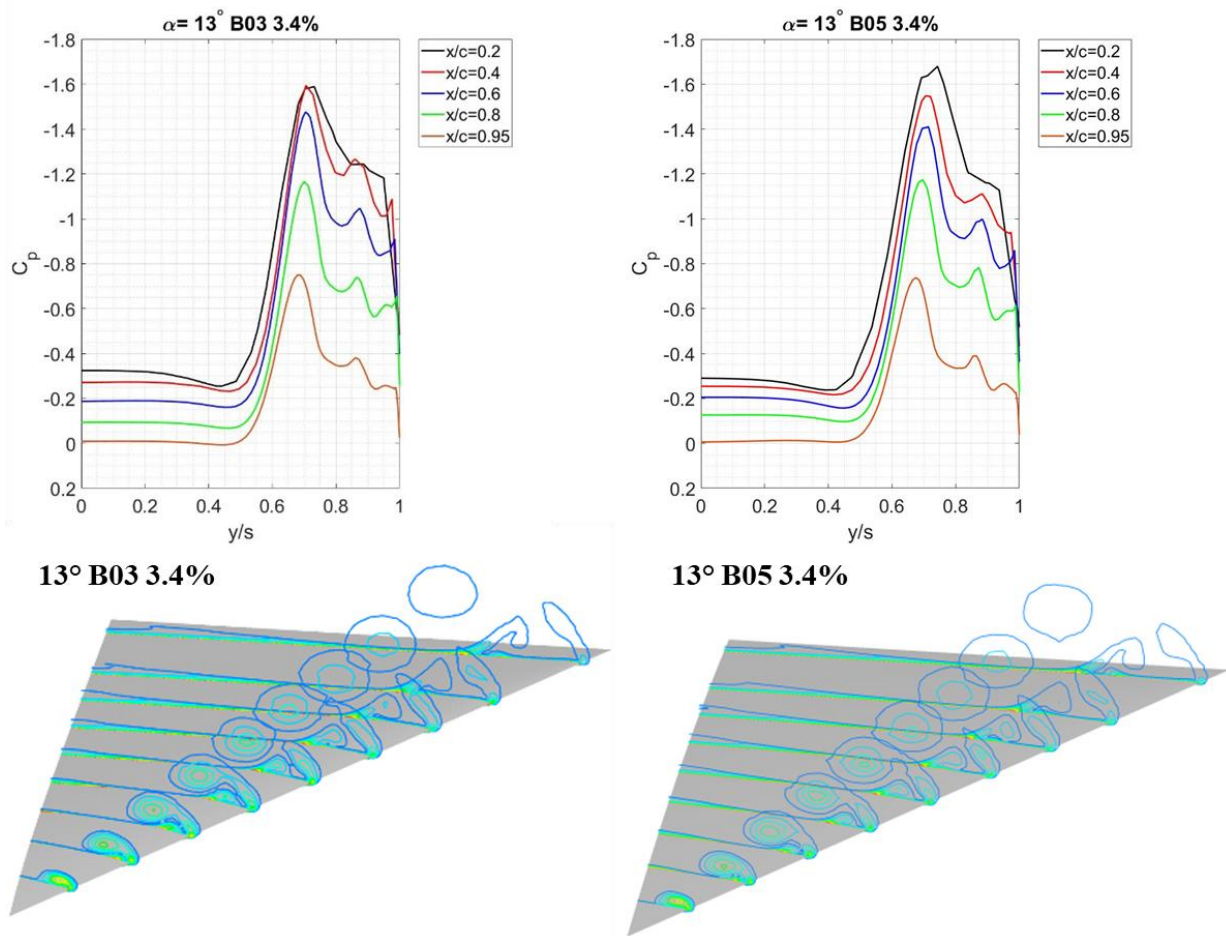 α= 13° B03 3.4%
-1.8
-1.6
-1.4
-1.2
-1
-0.8
-0.6
-0.4
-0.2
0
0.2
Cp
0 0.2 0.4 0.6 0.8 1
y/s
x/c=0.2
x/c=0.4
x/c=0.6
x/c=0.8
x/c=0.95
α= 13° B05 3.4%
-1.8
-1.6
-1.4
-1.2
-1
-0.8
-0.6
-0.4
-0.2
0
0.2
Cp
0 0.2 0.4 0.6 0.8 1
y/s
x/c=0.2
x/c=0.4
x/c=0.6
x/c=0.8
x/c=0.95
13° B03 3.4%
13° B05 3.4%